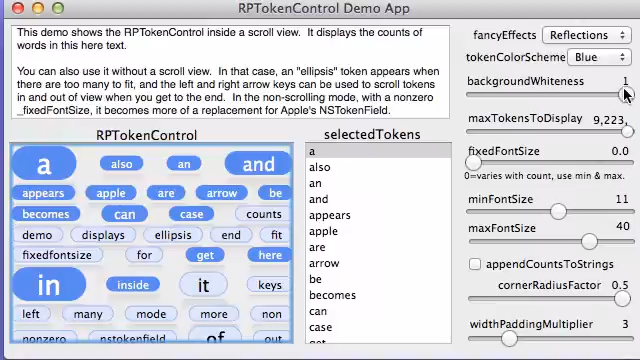 RPTokenControl Demo App
This demo shows the RPTokenControl inside a scroll view. It displays the counts of
words in this here text.
You can also use it without a scroll view. In that case, an "ellipsis" token appears
when there are too many to fit, and the left and right arrow keys can be used to scroll tokens
in and out of view when you get to the end. In the non-scrolling mode, with a nonzero
_fixedFontSize, it becomes more of a replacement for Apple's NSTokenField.
RPTokenControl
a also an and
appears apple are arrow be
becomes can case counts
demo displays ellipsis end fit
fixedfontsize for get here
in inside it keys
left many mode more non
nonzero nstokenfield of out
selectedTokens
a
also
an
and
appears
apple
are
arrow
be
becomes
can
case
get
fancyEffects Reflections
tokenColorScheme Blue
backgroundWhiteness 1
maxTokensToDisplay 9,223,
fixedFontSize 0.0
0=varies with count, use min & max.
minFontSize 11
maxFontSize 40
appendCountsToStrings
cornerRadiusFactor 0.5
widthPaddingMultiplier 3